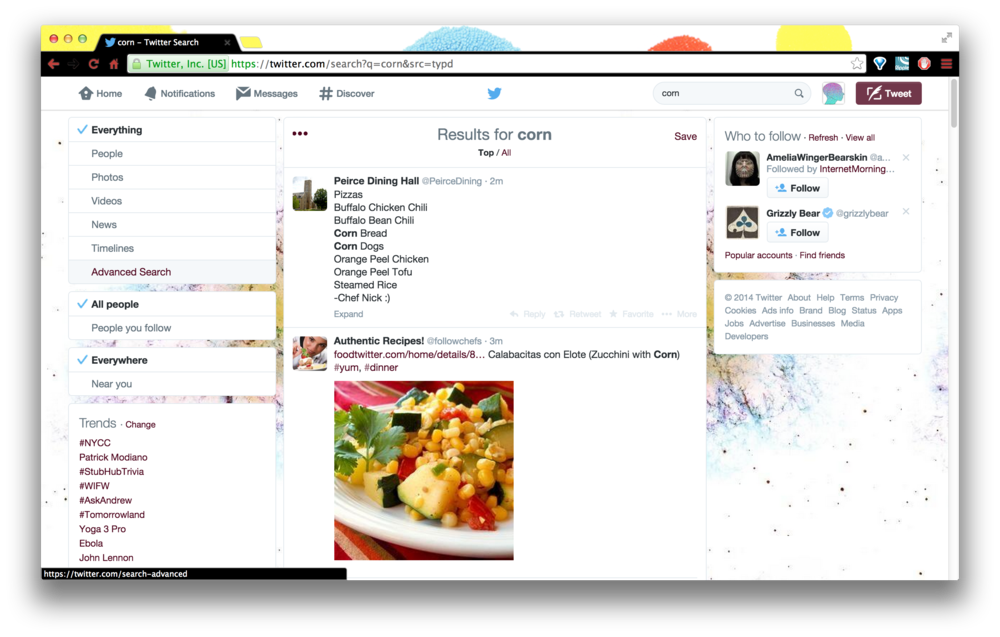 corn - Twitter Search
Twitter, Inc. [US] https://twitter.com/search?q=corn&src=typd
Home Notifications Messages Discover
corn
Tweet
Everything
People
Photos
Videos
News
Timelines
Advanced Search
All people
People you follow
Everywhere
Near you
Trends · Change
#NYCC
Patrick Modiano
#StubHubTrivia
#WIFW
#AskAndrew
#Tomorrowland
Yoga 3 Pro
Ebola
John Lennon
https://twitter.com/search-advanced
Results for corn
Save
Top / All
Peirce Dining Hall @PeirceDining · 2m
Pizzas
Buffalo Chicken Chili
Buffalo Bean Chili
Corn Bread
Corn Dogs
Orange Peel Chicken
Orange Peel Tofu
Steamed Rice
-Chef Nick :)
Expand
Reply Retweet Favorite More
Authentic Recipes! @followchefs · 3m
foodtwitter.com/home/details/8... Calabacitas con Elote (Zucchini with Corn)
#yum, #dinner
Who to follow · Refresh · View all
AmeliaWingerBearskin @a...
Followed by InternetMorning...
Follow
Grizzly Bear @grizzlybear
Follow
Popular accounts · Find friends
© 2014 Twitter About Help Terms Privacy
Cookies Ads info Brand Blog Status Apps
Jobs Advertise Businesses Media
Developers